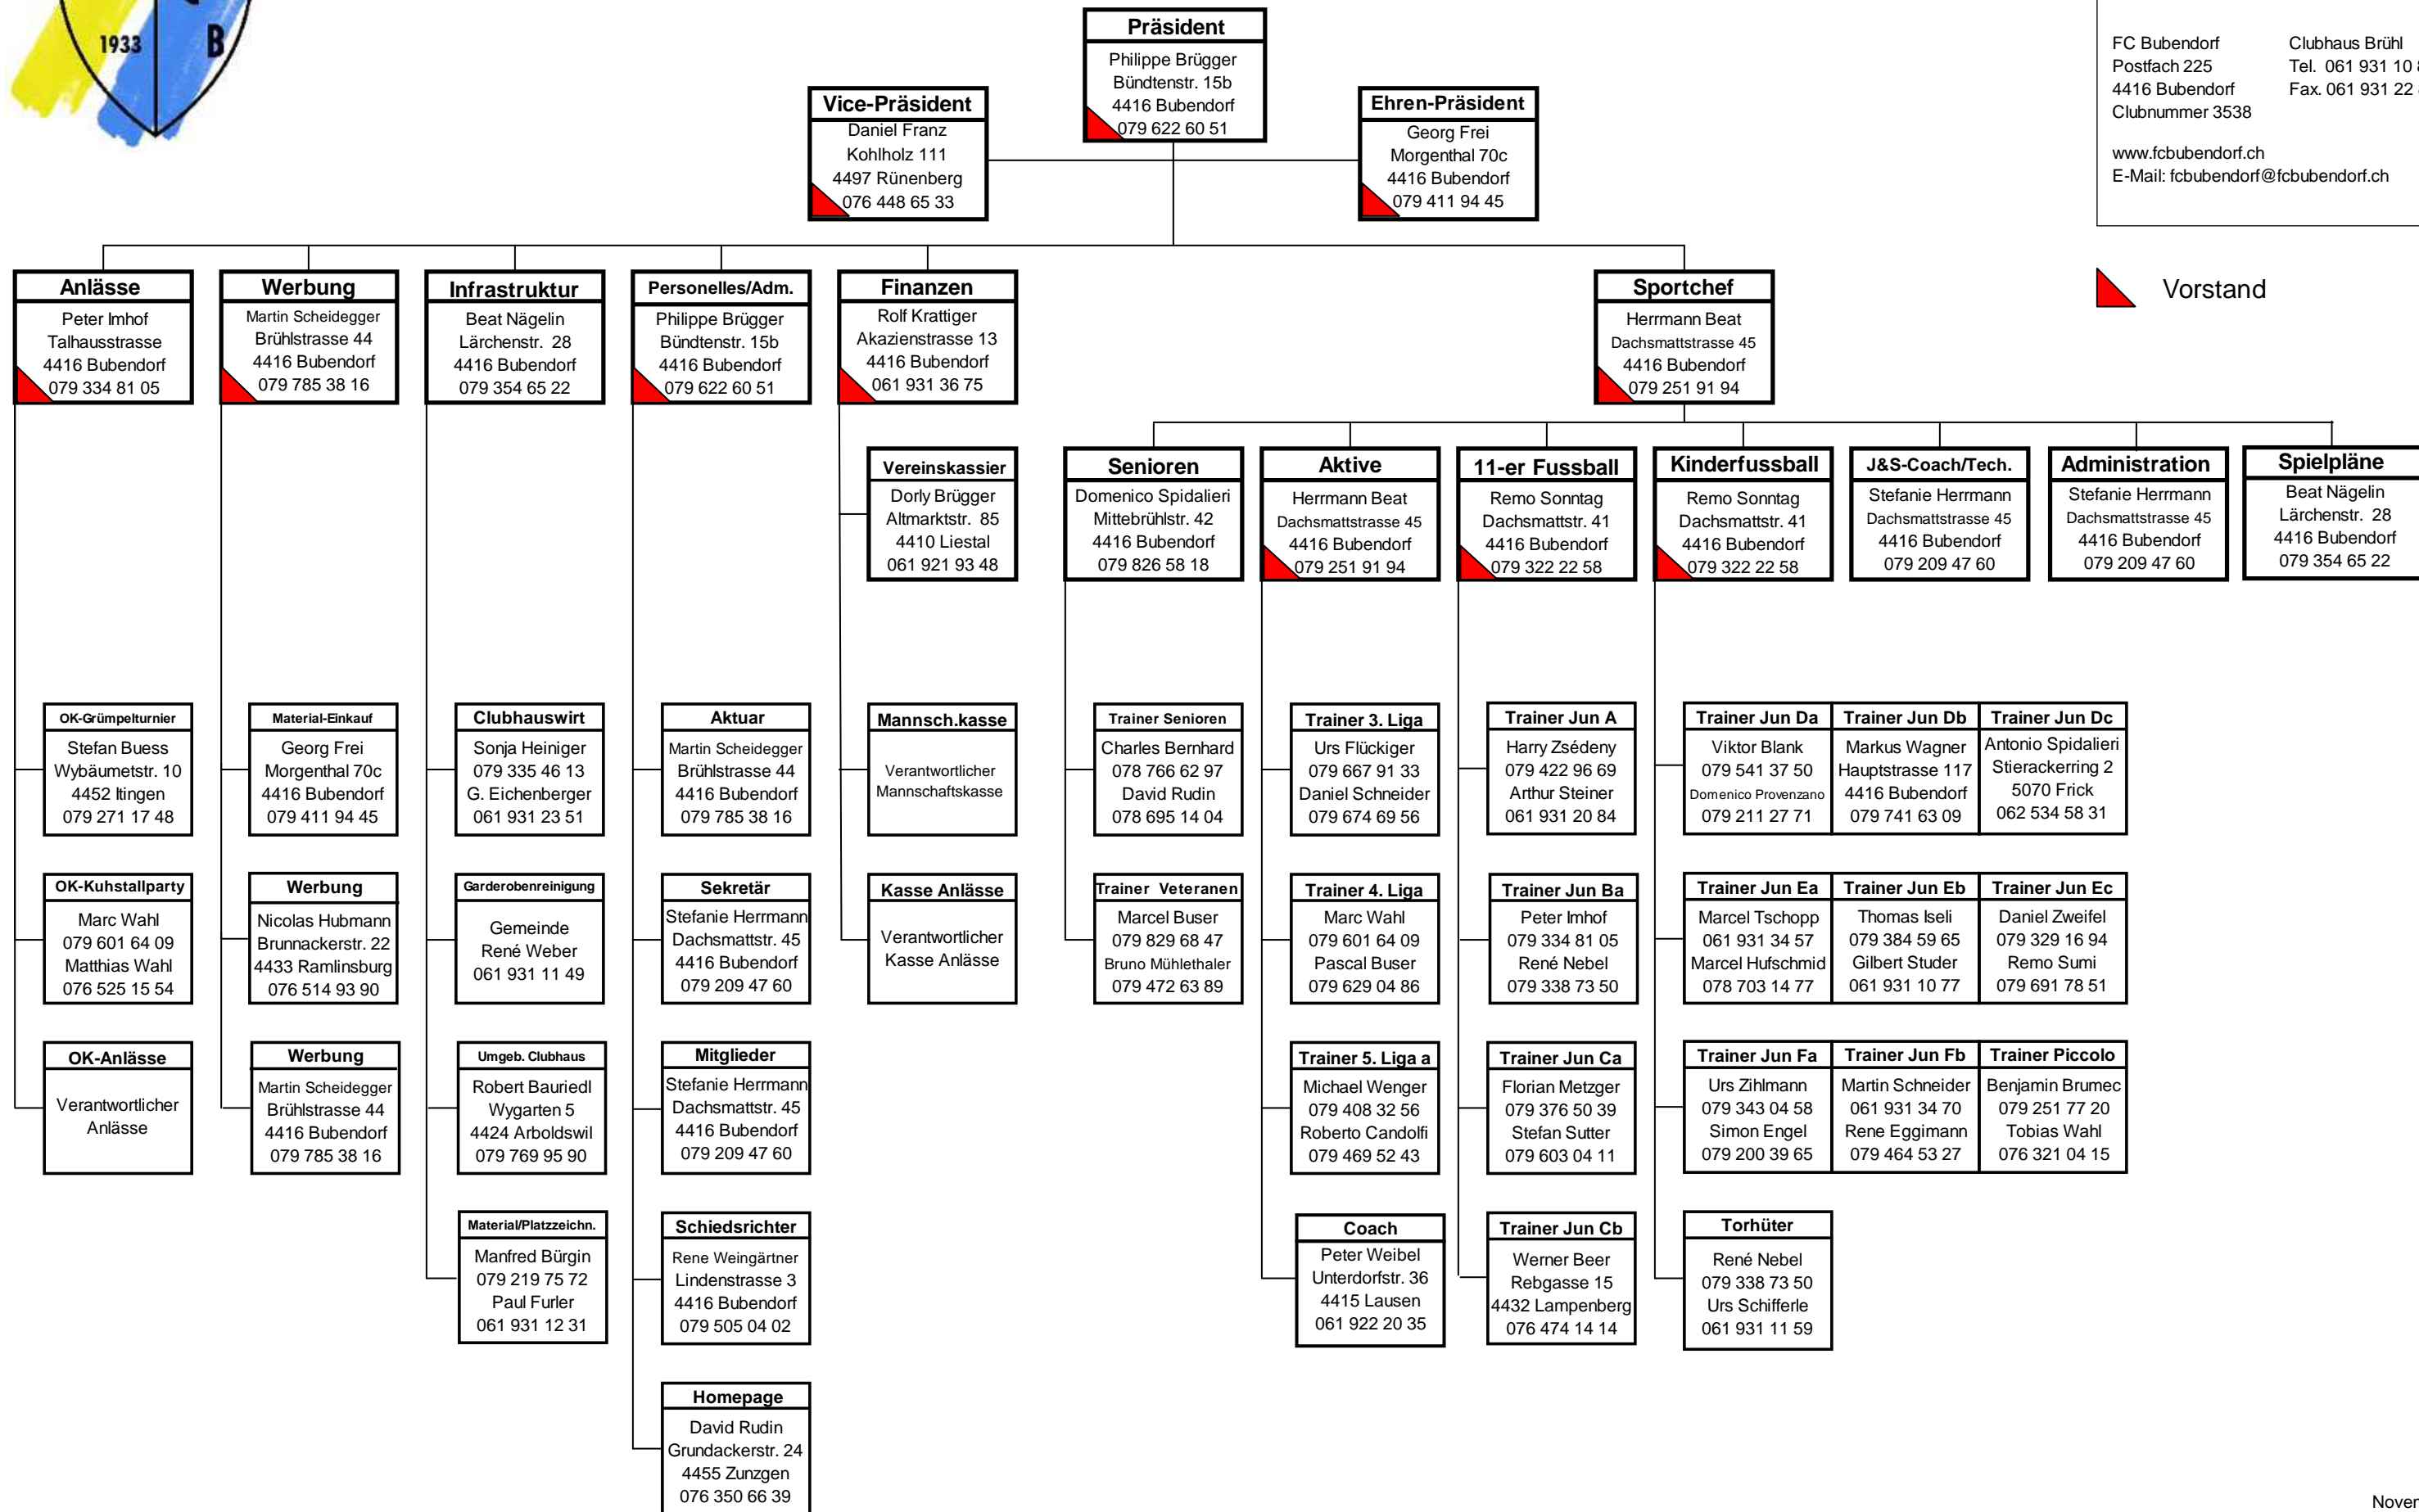 1933
B
Präsident
Philippe Brügger
Bündtenstr. 15b
4416 Bubendorf
079 622 60 51
Vice-Präsident
Daniel Franz
Kohlholz 111
4497 Rünenberg
076 448 65 33
Ehren-Präsident
Georg Frei
Morgenthal 70c
4416 Bubendorf
079 411 94 45
FC Bubendorf
Postfach 225
4416 Bubendorf
Clubnummer 3538
Clubhaus Brühl
Tel. 061 931 10
Fax. 061 931 22
www.fcbubendorf.ch
E-Mail: fcbubendorf@fcbubendorf.ch
Vorstand
Anlässe
Peter Imhof
Talhausstrasse
4416 Bubendorf
079 334 81 05
Werbung
Martin Scheidegger
Brühlstrasse 44
4416 Bubendorf
079 785 38 16
Infrastruktur
Beat Nägelin
Lärchenstr. 28
4416 Bubendorf
079 354 65 22
Personelles/Adm.
Philippe Brügger
Bündtenstr. 15b
4416 Bubendorf
079 622 60 51
Finanzen
Rolf Krattiger
Akazienstrasse 13
4416 Bubendorf
061 931 36 75
Sportchef
Herrmann Beat
Dachsmattstrasse 45
4416 Bubendorf
079 251 91 94
Vereinskassier
Dorly Brügger
Altmarktstr. 85
4410 Liestal
061 921 93 48
Senioren
Domenico Spidalieri
Mittebrühlstr. 42
4416 Bubendorf
079 826 58 18
Aktive
Herrmann Beat
Dachsmattstrasse 45
4416 Bubendorf
079 251 91 94
11-er Fussball
Remo Sonntag
Dachsmattstr. 41
4416 Bubendorf
079 322 22 58
Kinderfussball
Remo Sonntag
Dachsmattstr. 41
4416 Bubendorf
079 322 22 58
J&S-Coach/Tech.
Stefanie Herrmann
Dachsmattstrasse 45
4416 Bubendorf
079 209 47 60
Administration
Stefanie Herrmann
Dachsmattstrasse 45
4416 Bubendorf
079 209 47 60
Spielpläne
Beat Nägelin
Lärchenstr. 28
4416 Bubendorf
079 354 65 22
OK-Grümpelturnier
Stefan Buess
Wybäumetstr. 10
4452 Itingen
079 271 17 48
Material-Einkauf
Georg Frei
Morgenthal 70c
4416 Bubendorf
079 411 94 45
Clubhauswirt
Sonja Heiniger
079 335 46 13
G. Eichenberger
061 931 23 51
Aktuar
Martin Scheidegger
Brühlstrasse 44
4416 Bubendorf
079 785 38 16
Mannsch.kasse
Verantwortlicher
Mannschaftskasse
Trainer Senioren
Charles Bernhard
078 766 62 97
David Rudin
078 695 14 04
Trainer 3. Liga
Urs Flückiger
079 667 91 33
Daniel Schneider
079 674 69 56
Trainer Jun A
Harry Zsédeny
079 422 96 69
Arthur Steiner
061 931 20 84
Trainer Jun Da
Viktor Blank
079 541 37 50
Domenico Provenzano
079 211 27 71
Trainer Jun Db
Markus Wagner
Hauptstrasse 117
4416 Bubendorf
079 741 63 09
Trainer Jun Dc
Antonio Spidalieri
Stierackerring 2
5070 Frick
062 534 58 31
OK-Kuhstallparty
Marc Wahl
079 601 64 09
Matthias Wahl
076 525 15 54
Werbung
Nicolas Hubmann
Brunnackerstr. 22
4433 Ramlinsburg
076 514 93 90
Garderobenreinigung
Gemeinde
René Weber
061 931 11 49
Sekretär
Stefanie Herrmann
Dachsmattstr. 45
4416 Bubendorf
079 209 47 60
Kasse Anlässe
Verantwortlicher
Kasse Anlässe
Trainer Veteranen
Marcel Buser
079 829 68 47
Bruno Mühlethaler
079 472 63 89
Trainer 4. Liga
Marc Wahl
079 601 64 09
Pascal Buser
079 629 04 86
Trainer Jun Ba
Peter Imhof
079 334 81 05
René Nebel
079 338 73 50
Trainer Jun Ea
Marcel Tschopp
061 931 34 57
Marcel Hufschmid
078 703 14 77
Trainer Jun Eb
Thomas Iseli
079 384 59 65
Gilbert Studer
061 931 10 77
Trainer Jun Ec
Daniel Zweifel
079 329 16 94
Remo Sumi
079 691 78 51
OK-Anlässe
Verantwortlicher
Anlässe
Werbung
Martin Scheidegger
Brühlstrasse 44
4416 Bubendorf
079 785 38 16
Umgeb. Clubhaus
Robert Bauriedl
Wygarten 5
4424 Arboldswil
079 769 95 90
Mitglieder
Stefanie Herrmann
Dachsmattstr. 45
4416 Bubendorf
079 209 47 60
Trainer 5. Liga a
Michael Wenger
079 408 32 56
Roberto Candolfi
079 469 52 43
Trainer Jun Ca
Florian Metzger
079 376 50 39
Stefan Sutter
079 603 04 11
Trainer Jun Fa
Urs Zihlmann
079 343 04 58
Simon Engel
079 200 39 65
Trainer Jun Fb
Martin Schneider
061 931 34 70
Rene Eggimann
079 464 53 27
Trainer Piccolo
Benjamin Brumec
079 251 77 20
Tobias Wahl
076 321 04 15
Material/Platzzeichn.
Manfred Bürgin
079 219 75 72
Paul Furler
061 931 12 31
Schiedsrichter
Rene Weingärtner
Lindenstrasse 3
4416 Bubendorf
079 505 04 02
Coach
Peter Weibel
Unterdorfstr. 36
4415 Lausen
061 922 20 35
Trainer Jun Cb
Werner Beer
Rebgasse 15
4432 Lampenberg
076 474 14 14
Torhüter
René Nebel
079 338 73 50
Urs Schifferle
061 931 11 59
Homepage
David Rudin
Grundackerstr. 24
4455 Zunzgen
076 350 66 39